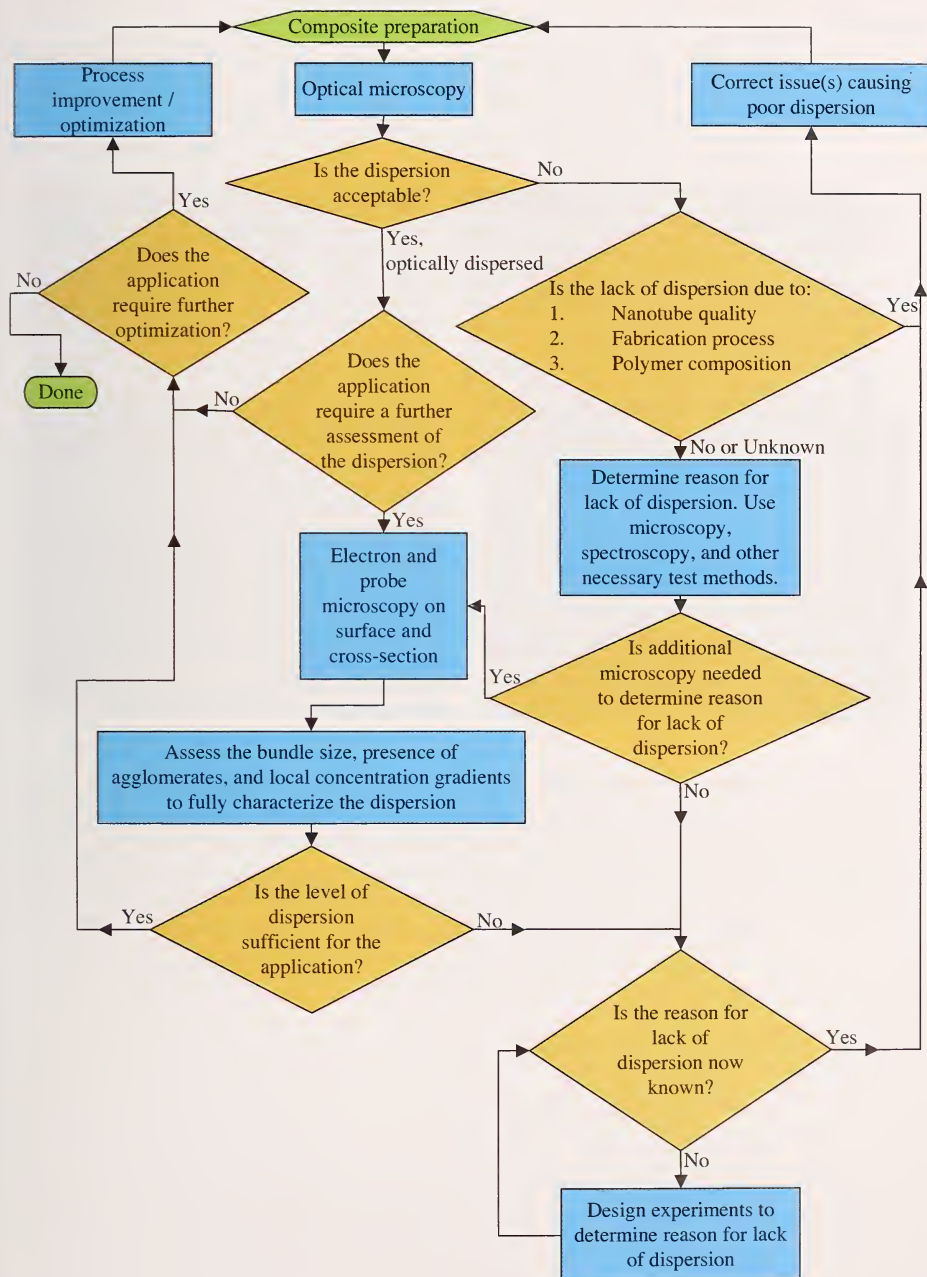 Composite preparation
Process
improvement /
optimization
Optical microscopy
Correct issue(s) causing
poor dispersion
Is the dispersion
acceptable?
No
Yes
Yes,
optically dispersed
Does the
application
require further
optimization?
No
Done
Is the lack of dispersion due to:
1. Nanotube quality
2. Fabrication process
3. Polymer composition
Yes
Does the
application
require a further
assessment of
the dispersion?
No
No or Unknown
Yes
Determine reason for
lack of dispersion. Use
microscopy,
spectroscopy, and other
necessary test methods.
Electron and
probe
microscopy on
surface and
cross-section
Is additional
microscopy needed
to determine reason
for lack of
dispersion?
Yes
No
Assess the bundle size, presence of
agglomerates, and local concentration gradients
to fully characterize the dispersion
Is the level of
dispersion
sufficient for the
application?
Yes
No
Is the reason for
lack of
dispersion now
known?
Yes
No
Design experiments to
determine reason for lack
of dispersion